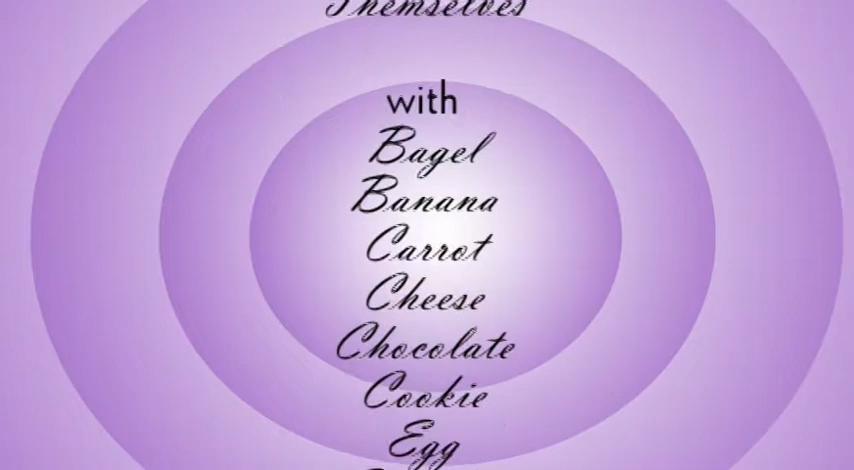 Themselves
with
Bagel
Banana
Carrot
Cheese
Chocolate
Cookie
Egg